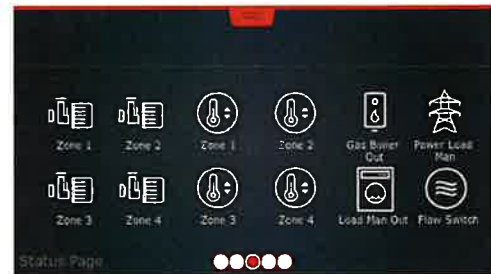 Zone 1 Zone 2 Zone 1 Zone 2 Gas Boiler Out Power Load Man
Zone 3 Zone 4 Zone 3 Zone 4 Load Man Out Flow Switch
Status Page